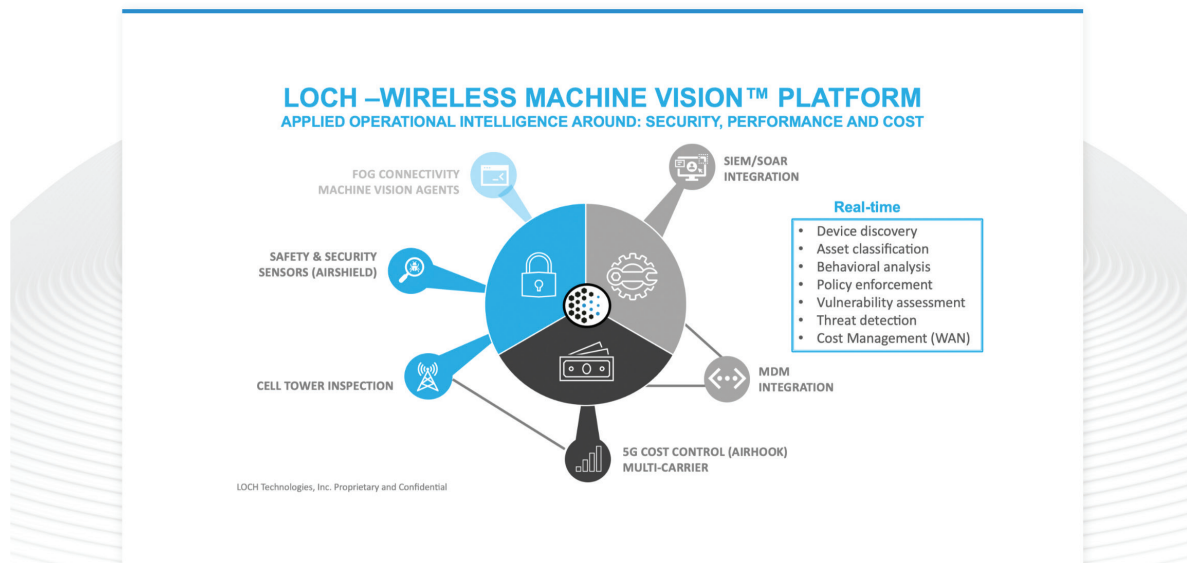 LOCH –WIRELESS MACHINE VISION™ PLATFORM
APPLIED OPERATIONAL INTELLIGENCE AROUND: SECURITY, PERFORMANCE AND COST
FOG CONNECTIVITY
MACHINE VISION AGENTS
SIEM/SOAR
INTEGRATION
SAFETY & SECURITY
SENSORS (AIRSHIELD)
Real-time
• Device discovery
• Asset classification
• Behavioral analysis
• Policy enforcement
• Vulnerability assessment
• Threat detection
• Cost Management (WAN)
CELL TOWER INSPECTION
MDM
INTEGRATION
5G COST CONTROL (AIRHOOK)
MULTI-CARRIER
LOCH Technologies, Inc. Proprietary and Confidential